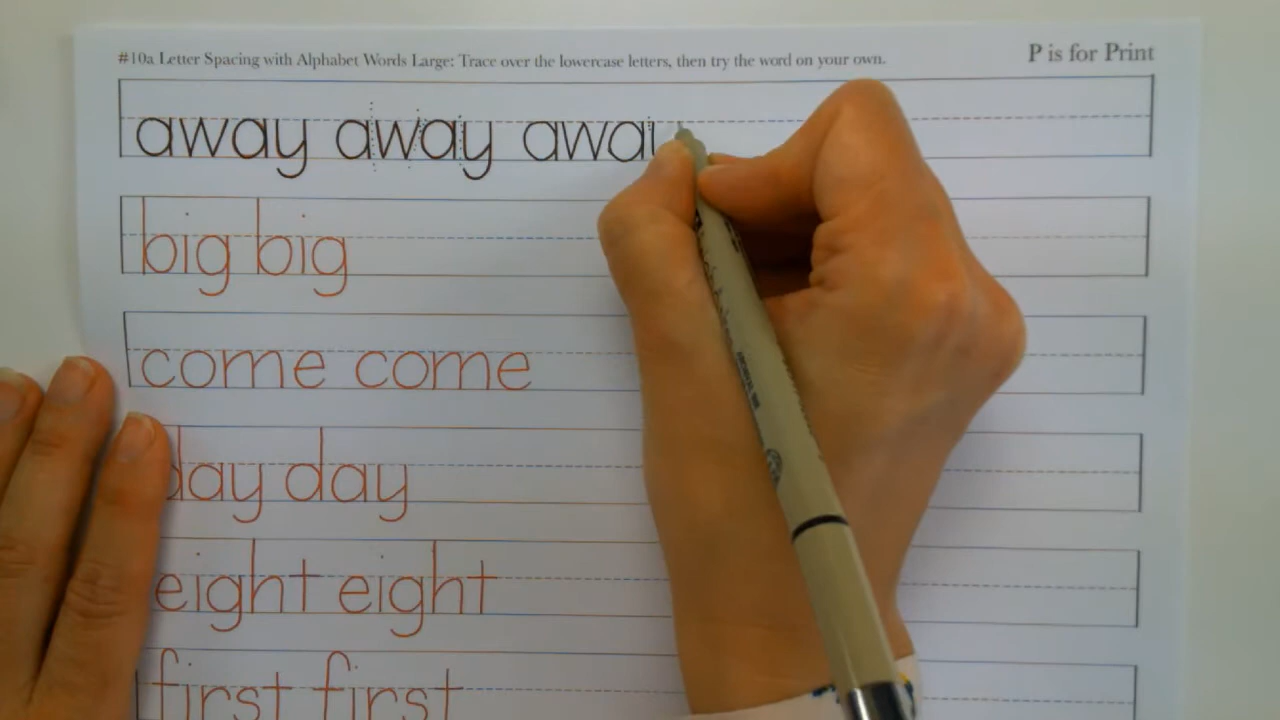 #10a Letter Spacing with Alphabet Words Large: Trace over the lowercase letters, then try the word on your own.
P is for Print
away away
big big
come come
day day
eight eight
first first